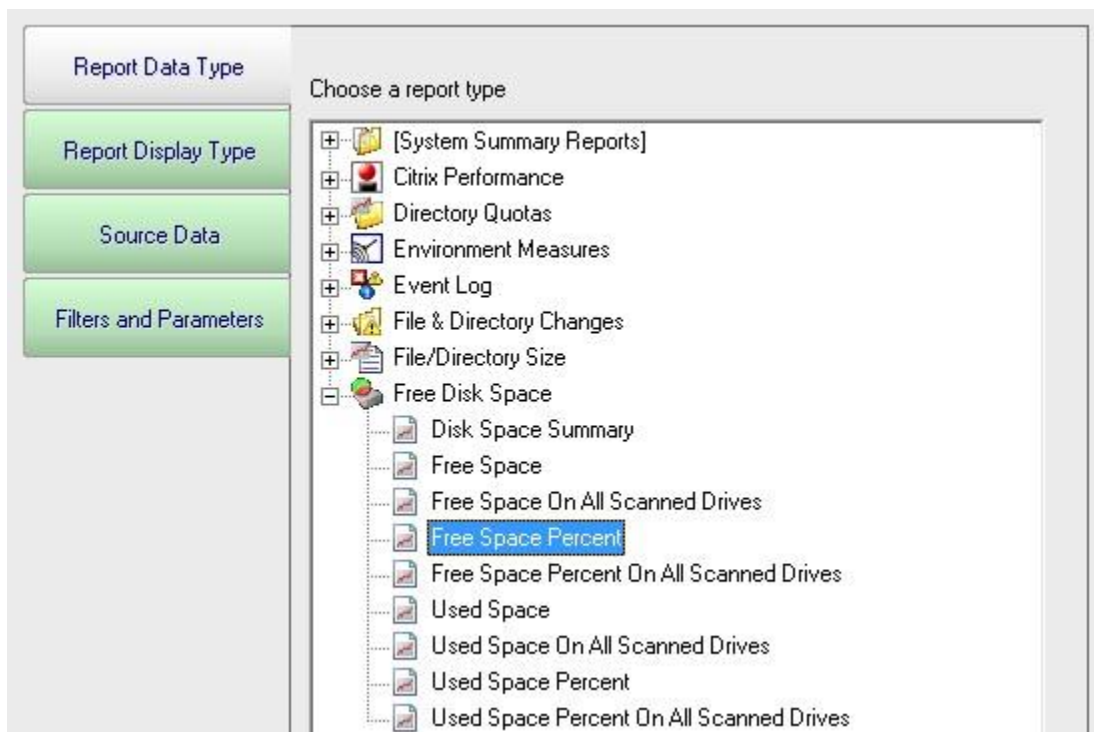 Report Data Type
Report Display Type
Source Data
Filters and Parameters
Choose a report type
[System Summary Reports]
Citrix Performance
Directory Quotas
Environment Measures
Event Log
File & Directory Changes
File/Directory Size
Free Disk Space
Disk Space Summary
Free Space
Free Space On All Scanned Drives
Free Space Percent
Free Space Percent On All Scanned Drives
Used Space
Used Space On All Scanned Drives
Used Space Percent
Used Space Percent On All Scanned Drives